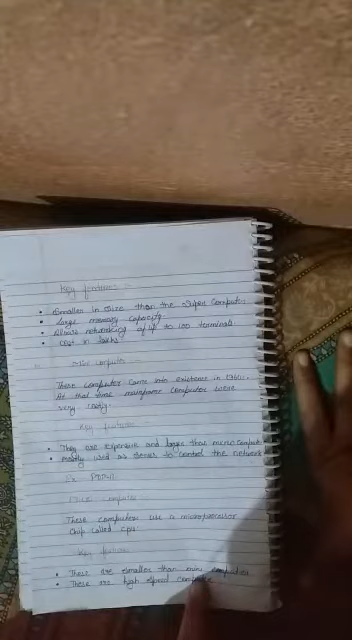 Key features :-
• Smaller in size than the super computer.
• Large memory capacity.
• Allows networking of up to 100 terminals.
• Cost in lakhs
computer
These computer came into existence in 1960s.
At that time mainframe computer were
very costly.
Key features
• They are expensive and larger than micro computer
• mostly used as to control the network
Ex
computer
These computers use a microprocessor
Chip called cpu.
Key features
• These are smaller than mini computers
• These are high speed computer